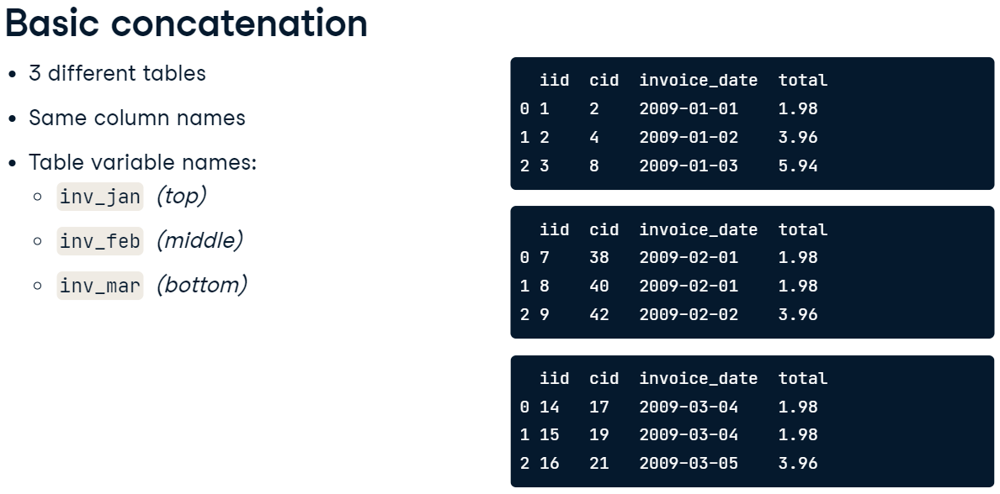 Basic concatenation
• 3 different tables
• Same column names
• Table variable names:
○ inv_jan (top)
○ inv_feb (middle)
○ inv_mar (bottom)
iid cid invoice_date total
0 1 2 2009-01-01 1.98
1 2 4 2009-01-02 3.96
2 3 8 2009-01-03 5.94
iid cid invoice_date total
0 7 38 2009-02-01 1.98
1 8 40 2009-02-01 1.98
2 9 42 2009-02-02 3.96
iid cid invoice_date total
0 14 17 2009-03-04 1.98
1 15 19 2009-03-04 1.98
2 16 21 2009-03-05 3.96